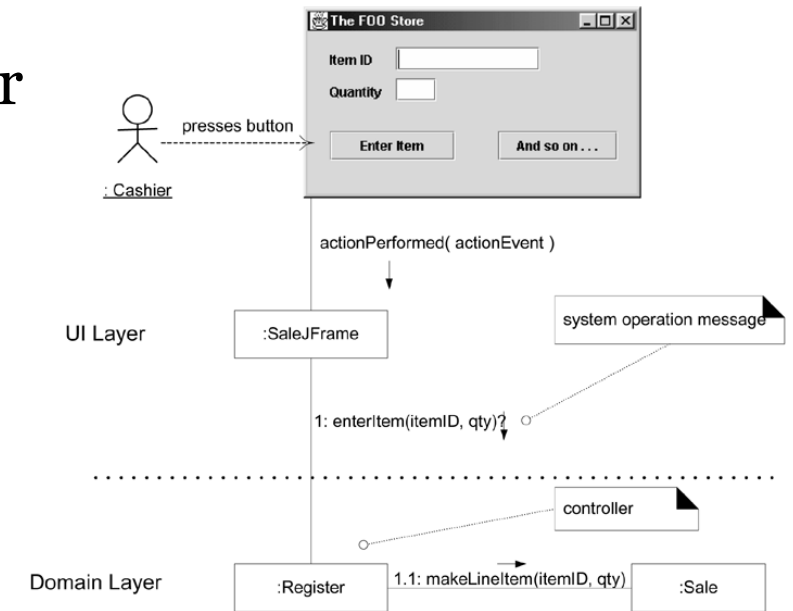 r
The FOO Store
Item ID
Quantity
presses button
Enter Item
And so on . . .
: Cashier
actionPerformed( actionEvent )
system operation message
UI Layer
:SaleJFrame
1: enterItem(itemID, qty)?
controller
Domain Layer
:Register
1.1: makeLineItem(itemID, qty)
:Sale